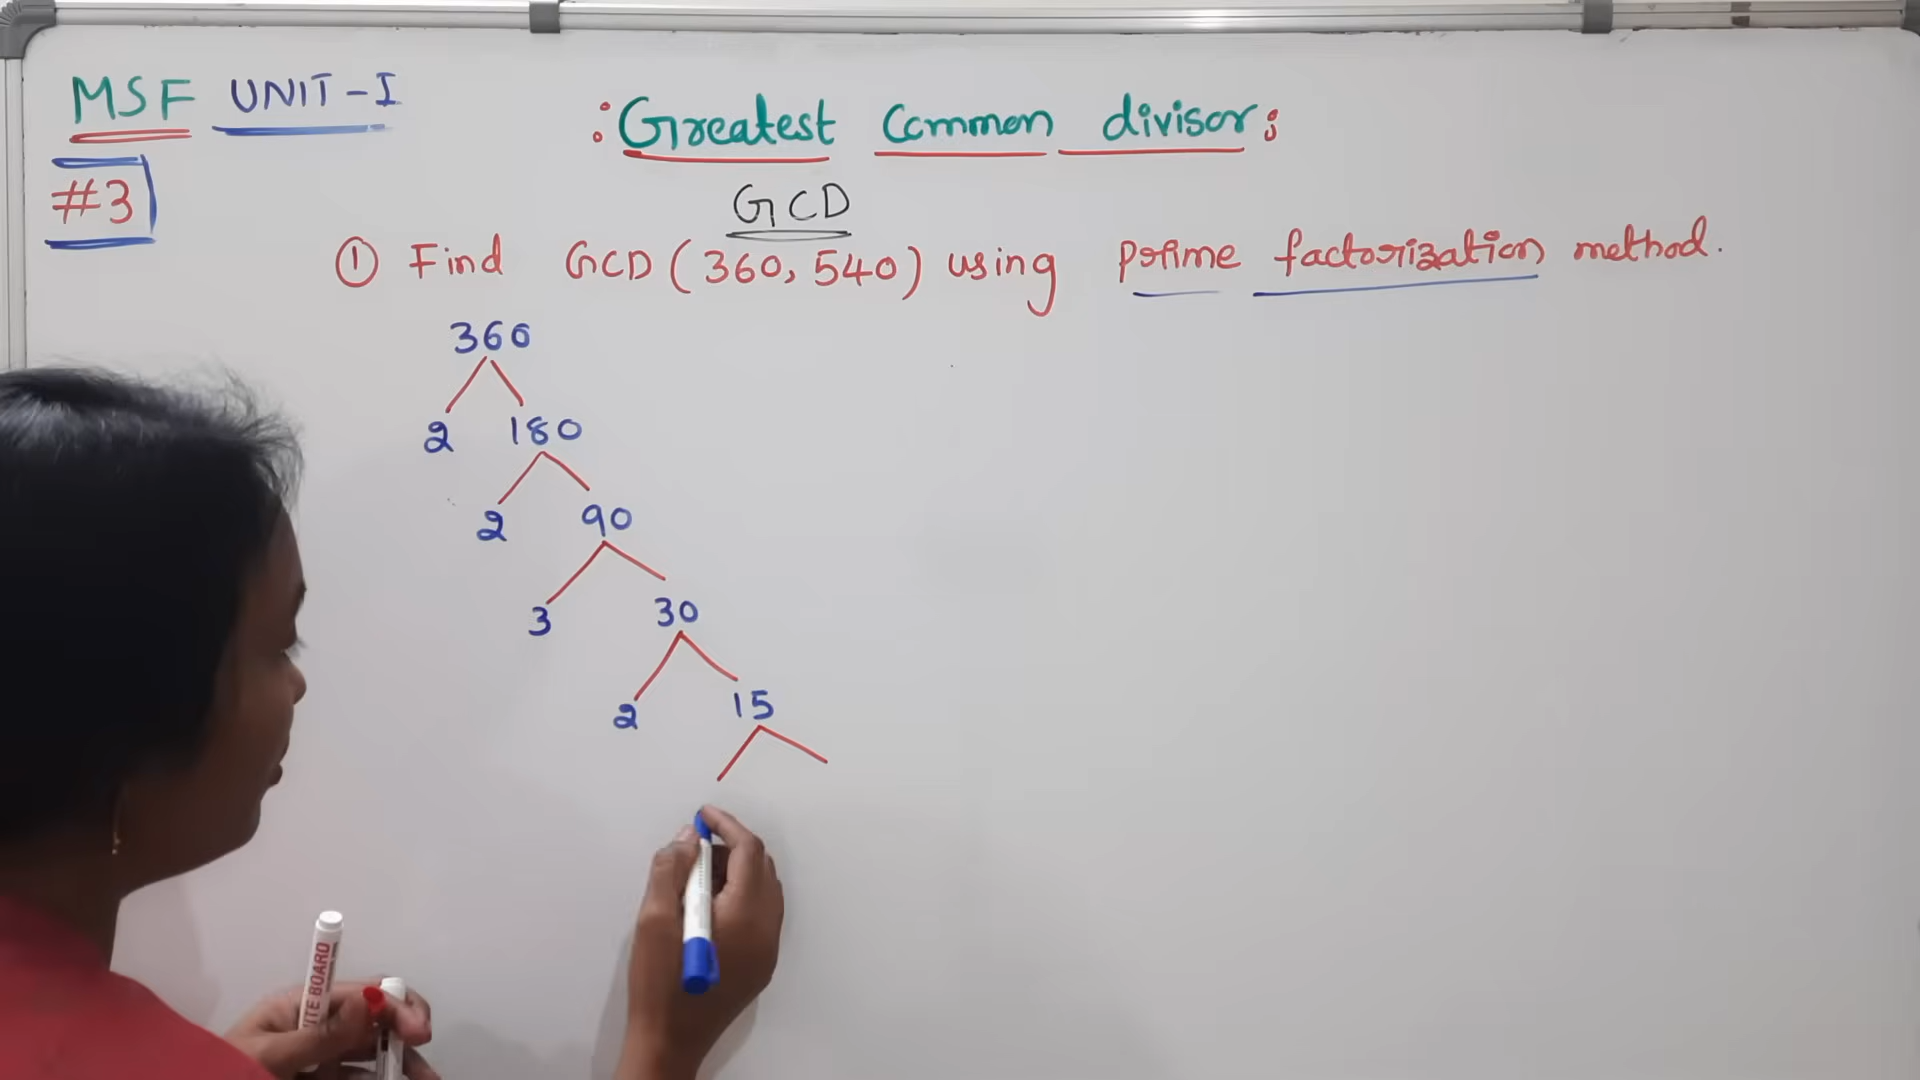 MSF UNIT-I
:Greatest Common divisor:
#3
GCD
① Find GCD(360, 540) using prime factorization method.
360
2 180
2 90
3 30
2 15
WHITE BOARD